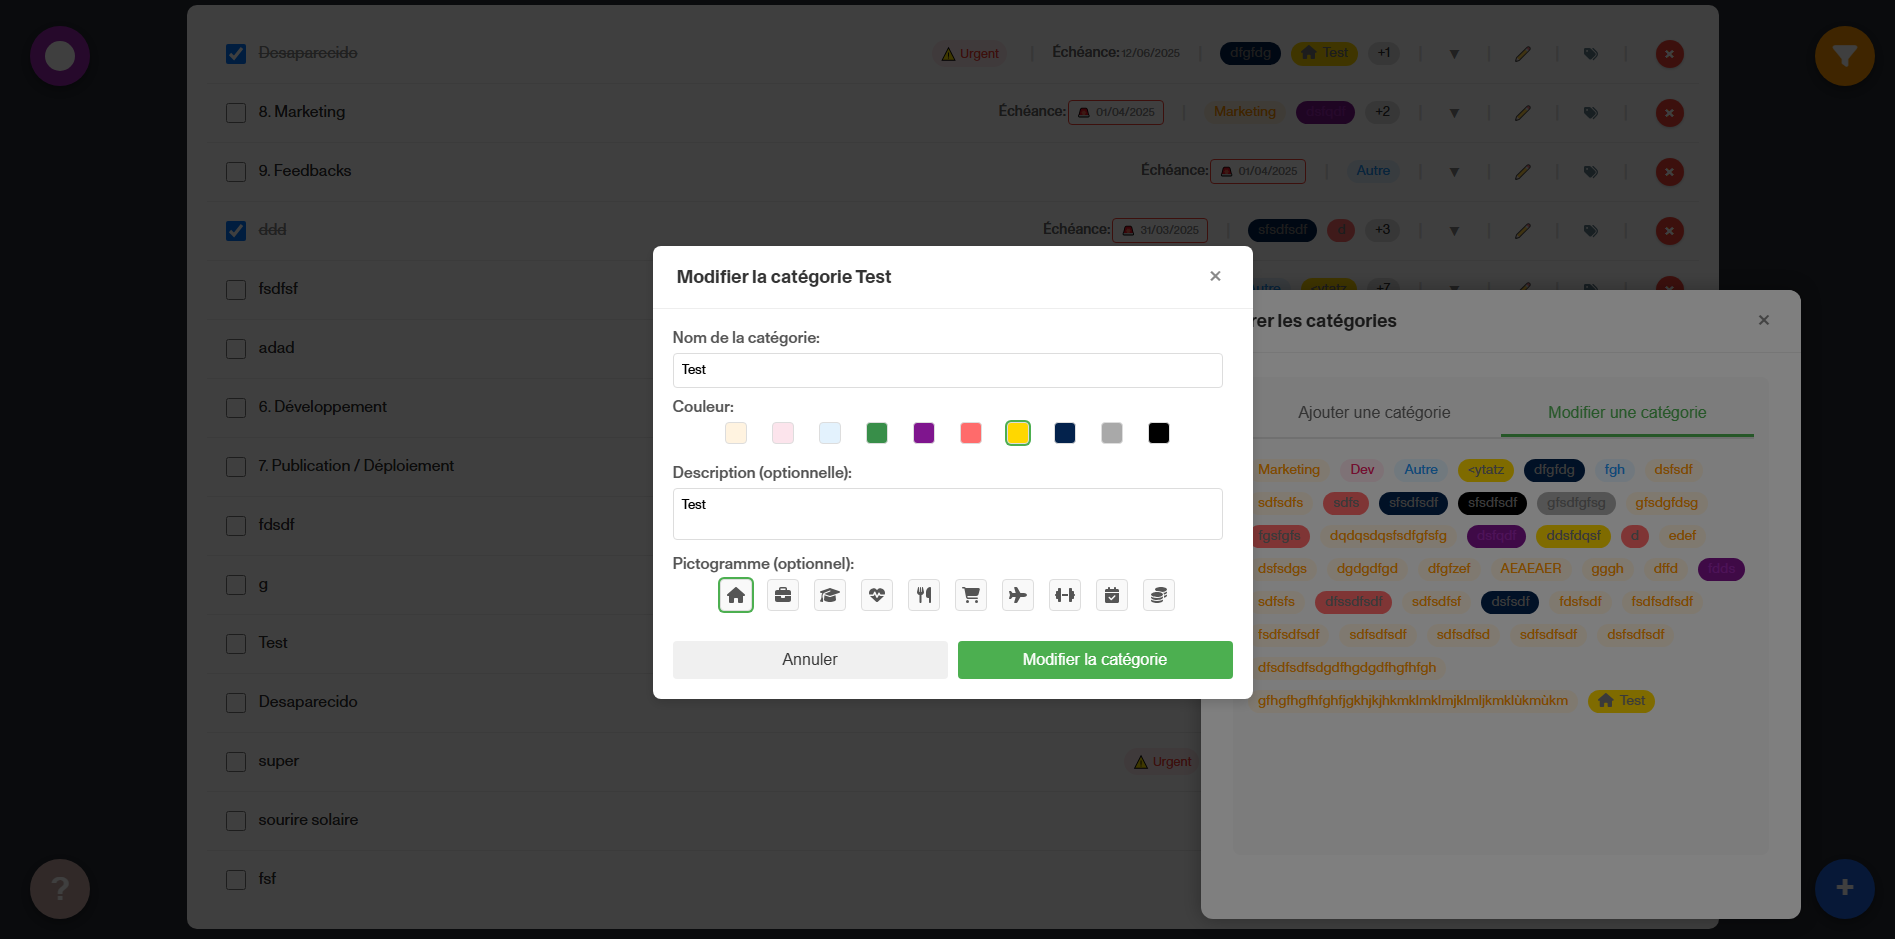 Desaparecido Urgent Échéance: 12/06/2025 dfgfdg Test +1
8. Marketing Échéance: 01/04/2025 Marketing dsfqdf +2
9. Feedbacks Échéance: 01/04/2025 Autre
ddd Échéance: 31/03/2025 sfsdfsdf d +3
fsdfsf +7
adad
6. Développement
7. Publication / Déploiement
fdsdf
g
Test
Desaparecido
super Urgent
sourire solaire
fsf
?
+
Modifier la catégorie Test ×
Nom de la catégorie:
Test
Couleur:
Description (optionnelle):
Test
Pictogramme (optionnel):
Annuler Modifier la catégorie
les catégories ×
Ajouter une catégorie Modifier une catégorie
Marketing Dev Autre <ytatz dfgfdg fgh dsfsdf
sdfsdfs sdfs sfsdfsdf sfsdfsdf gfsdfgfsg gfsdgfdsg
fgsfgfs dqdqsdqsfsdfgfsfg dsfqdf ddsfdqsf d edef
dsfsdgs dgdgdfgd dfgfzef AEAEAER gggh dffd fdds
sdfsfs dfssdfsdf sdfsdfsf dsfsdf fdsfsdf fsdfsdfsdf
fsdfsdfsdf sdfsdfsdf sdfsdfsd sdfsdfsdf dsfsdfsdf
dfsdfsdfsdgdfhgdgdfhgfhfgh
gfhgfhgfhfghfjgkhjkjhkmklmklmjklmljkmklùkmùkm Test